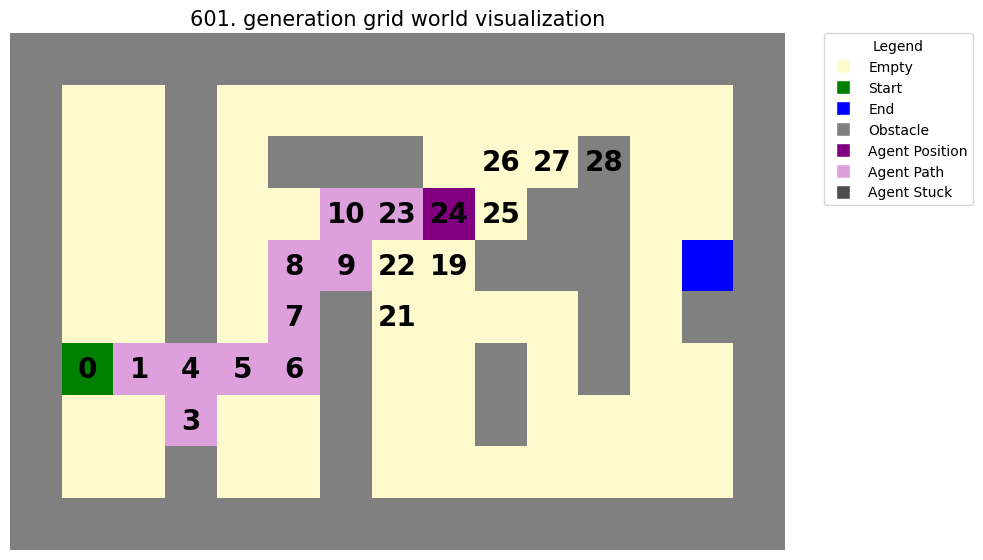 601. generation grid world visualization
Legend
Empty
Start
End
Obstacle
Agent Position
Agent Path
Agent Stuck
26 27 28
10 23 24 25
8 9 22 19
7 21
0 1 4 5 6
3